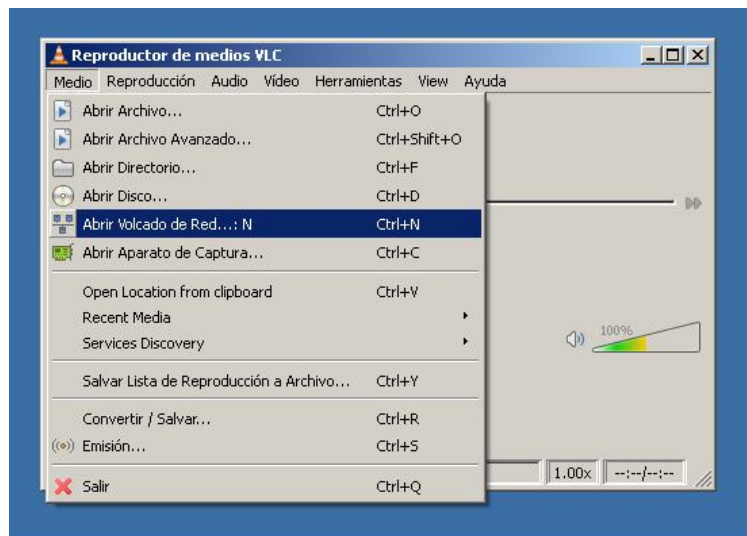 Reproductor de medios VLC
Medio Reproducción Audio Vídeo Herramientas View Ayuda
Abrir Archivo... Ctrl+O
Abrir Archivo Avanzado... Ctrl+Shift+O
Abrir Directorio... Ctrl+F
Abrir Disco... Ctrl+D
Abrir Volcado de Red...: N Ctrl+N
Abrir Aparato de Captura... Ctrl+C
Open Location from clipboard Ctrl+V
Recent Media
Services Discovery
100%
Salvar Lista de Reproducción a Archivo... Ctrl+Y
Convertir / Salvar... Ctrl+R
Emisión... Ctrl+S
1.00x --:--/--:--
Salir Ctrl+Q